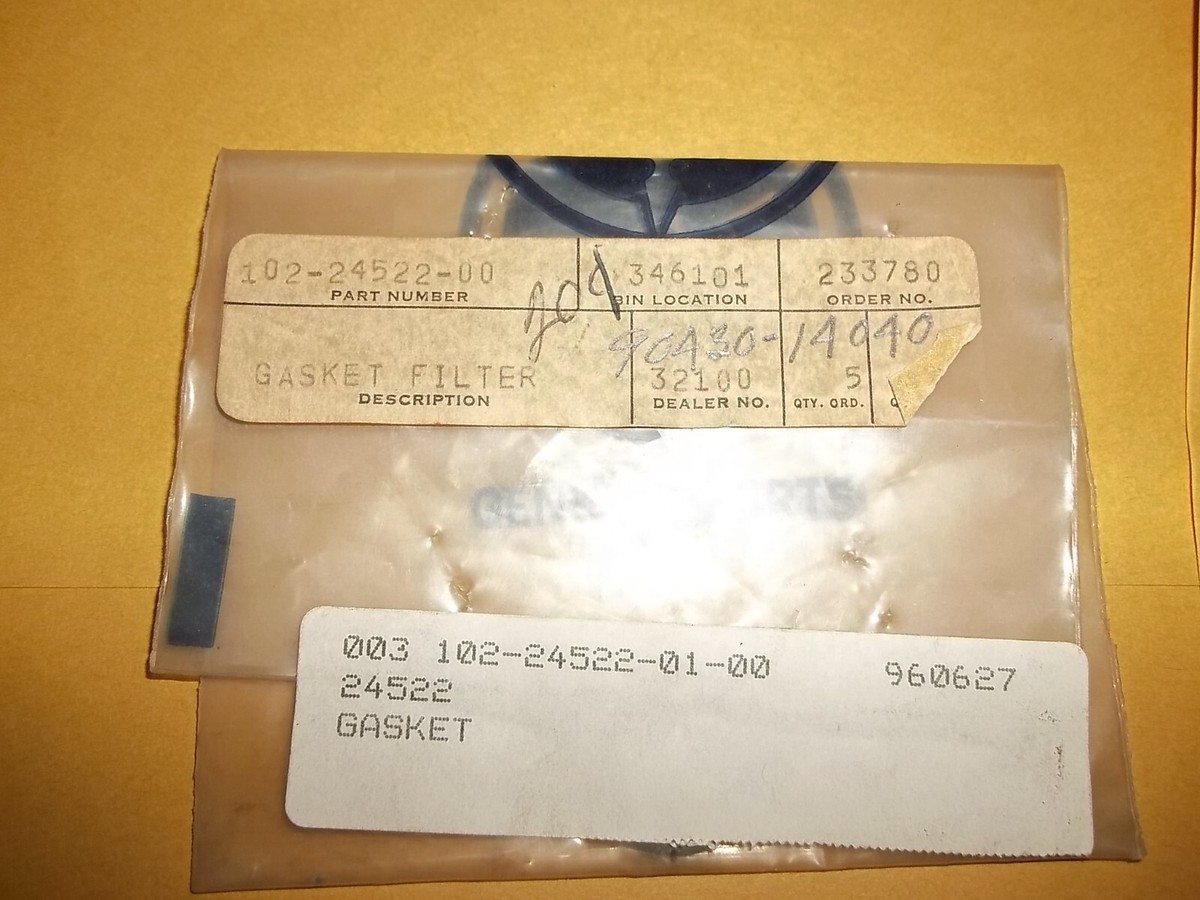 102-24522-00 346101 233780
PART NUMBER BIN LOCATION ORDER NO.
90430-14040
GASKET FILTER 32100 5
DESCRIPTION DEALER NO. QTY. ORD.
003 102-24522-01-00 960627
24522
GASKET